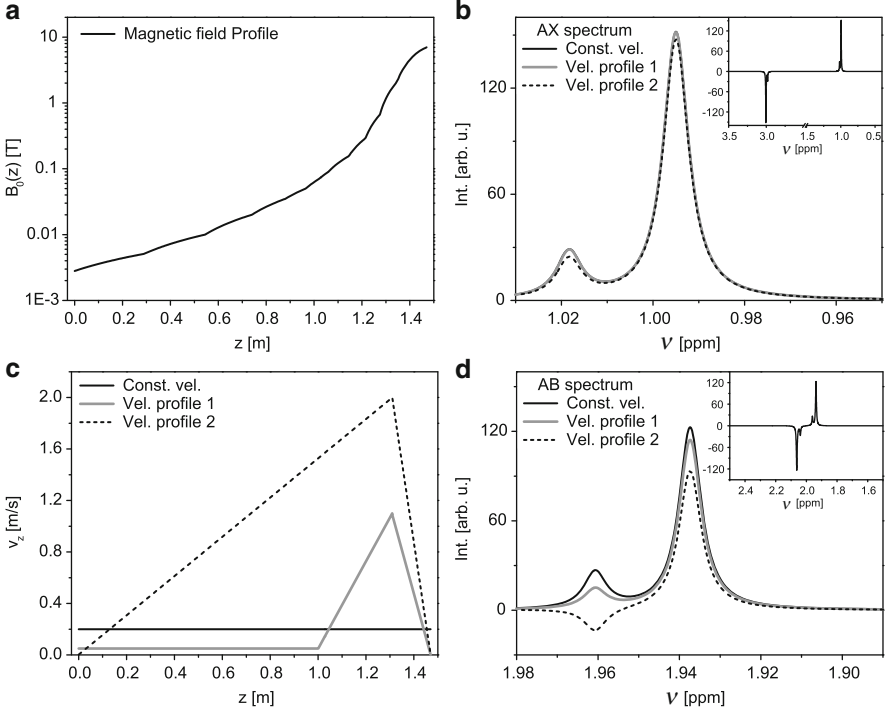 a
Magnetic field Profile
10
1
0.1
0.01
1E-3
B₀(z) [T]
0.0 0.2 0.4 0.6 0.8 1.0 1.2 1.4
z [m]
b
AX spectrum
Const. vel.
Vel. profile 1
Vel. profile 2
120
60
0
Int. [arb. u.]
1.02 1.00 0.98 0.96
ν [ppm]
120
60
0
-60
-120
3.5 3.0 1.5 1.0 0.5
ν [ppm]
c
Const. vel.
Vel. profile 1
Vel. profile 2
2.0
1.6
1.2
0.8
0.4
0.0
v_z [m/s]
0.0 0.2 0.4 0.6 0.8 1.0 1.2 1.4
z [m]
d
AB spectrum
Const. vel.
Vel. profile 1
Vel. profile 2
120
60
0
Int. [arb. u.]
1.98 1.96 1.94 1.92 1.90
ν [ppm]
120
60
0
-60
-120
2.4 2.2 2.0 1.8 1.6
ν [ppm]